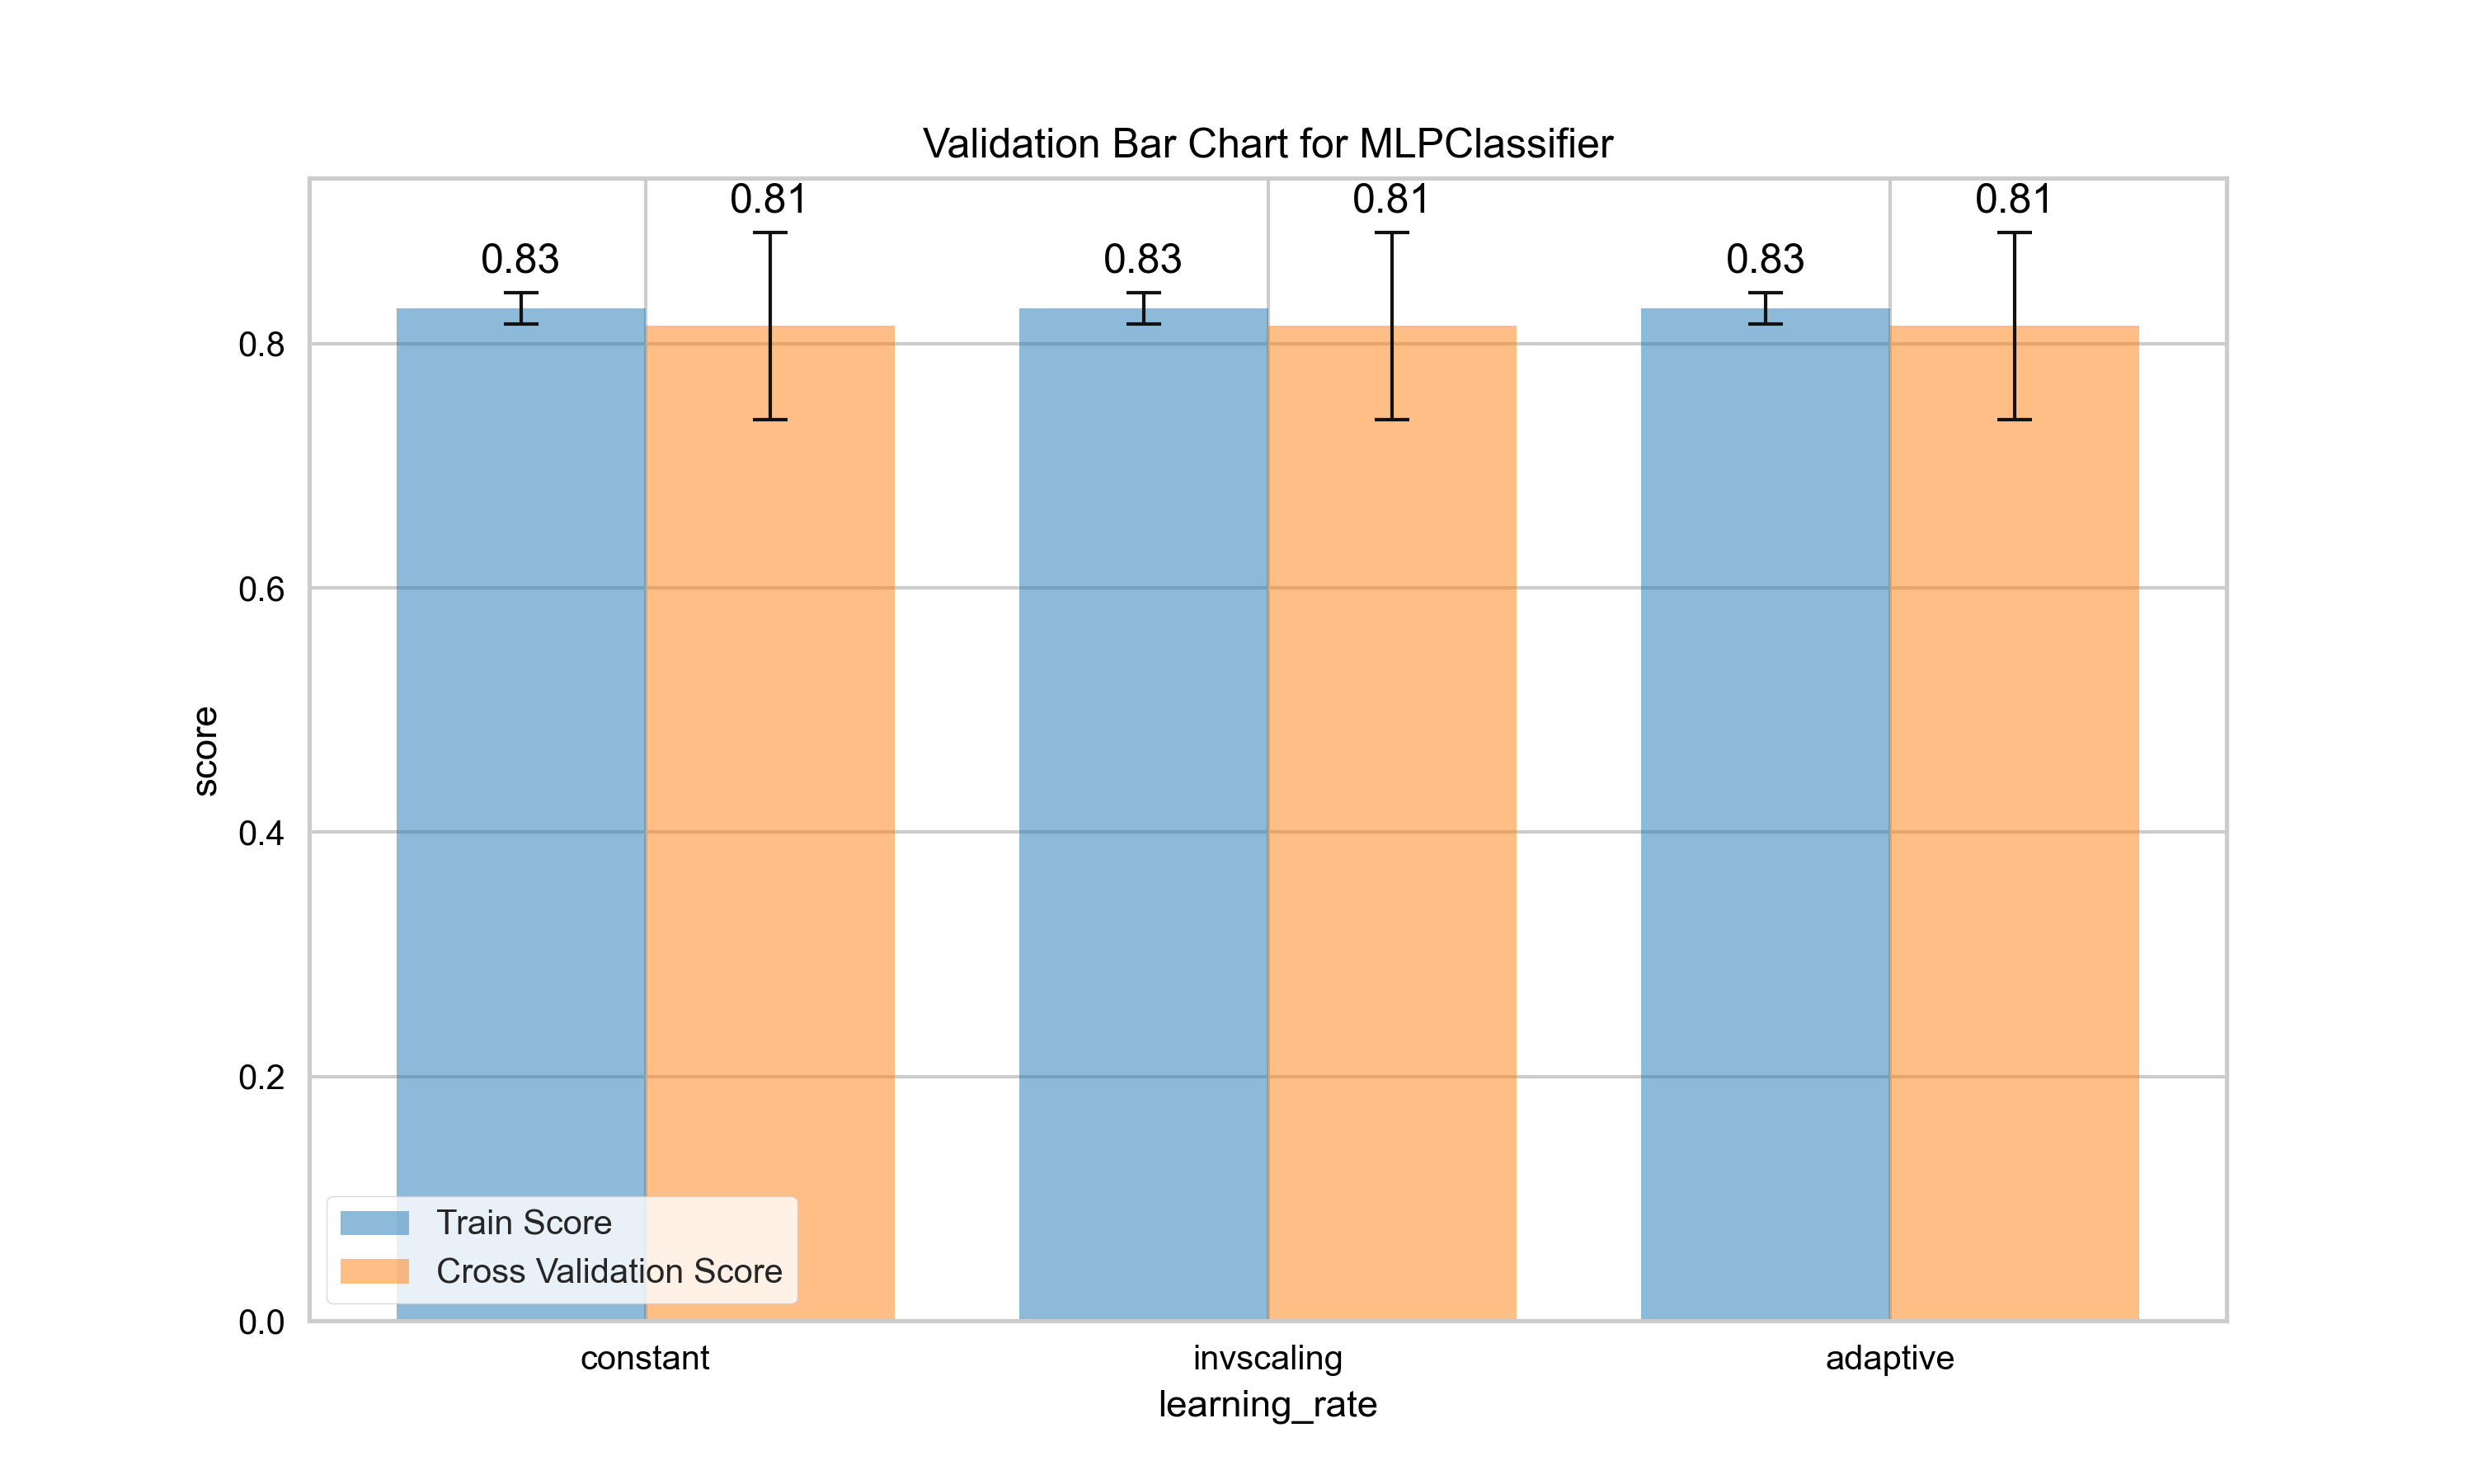 Validation Bar Chart for MLPClassifier
0.81
0.81
0.81
0.83
0.83
0.83
0.8
0.6
0.4
0.2
0.0
score
Train Score
Cross Validation Score
constant
invscaling
adaptive
learning_rate